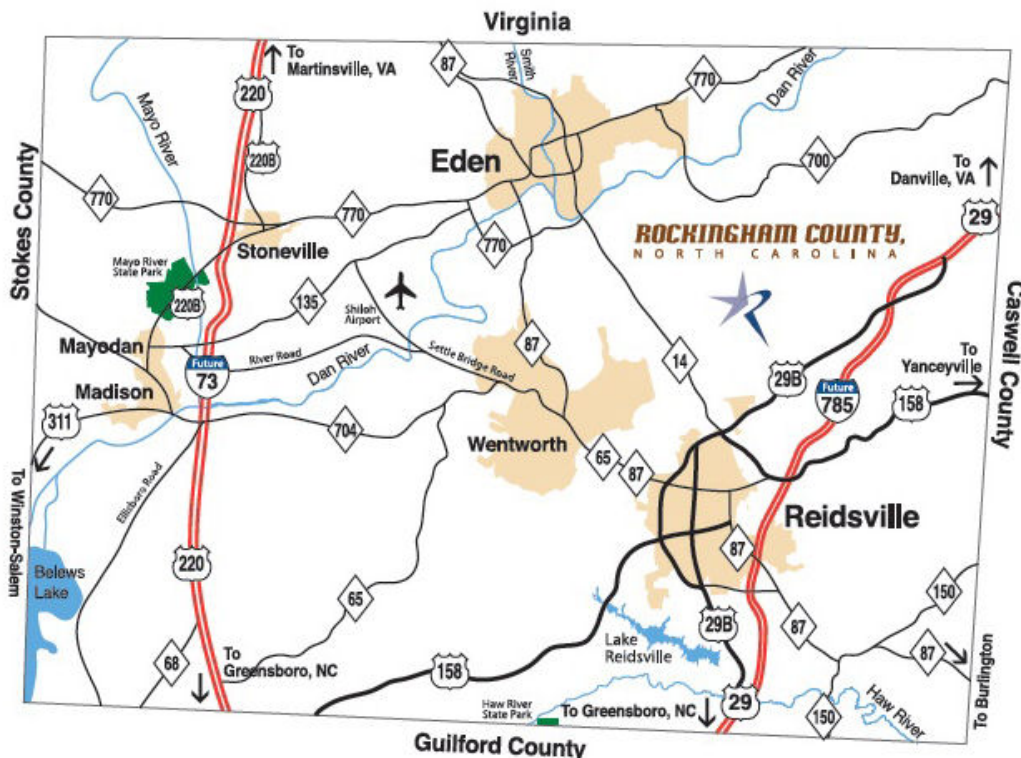 Virginia
To
Martinsville, VA
87
Smith
River
770
Dan River
220
Mayo River
220B
Eden
700
To
Danville, VA
29
Stokes County
770
770
Stoneville
770
ROCKINGHAM COUNTY,
NORTH CAROLINA
Mayo River
State Park
220B
135
Shiloh
Airport
Caswell County
Mayodan
Future
73
River Road
Dan River
Settle Bridge Road
87
14
29B
To
Yanceyville
Madison
Future
785
158
311
704
Wentworth
65
87
To Winston-Salem
Ellisboro Road
Reidsville
220
87
Belews
Lake
65
150
29B
87
87
Lake
Reidsville
68
To
Greensboro, NC
158
To Burlington
Haw River
State Park
To Greensboro, NC
29
150
Haw River
Guilford County